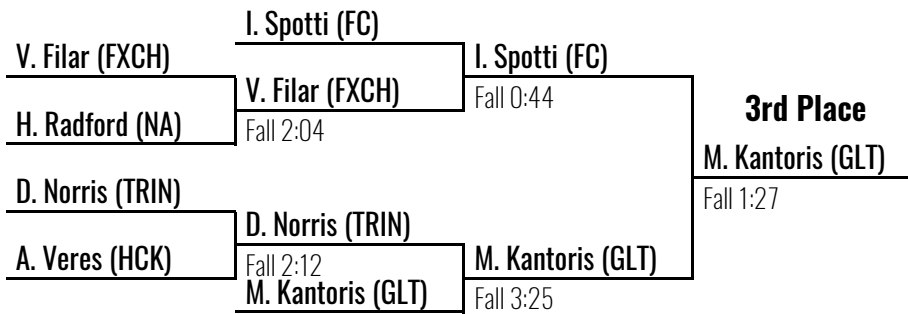 I. Spotti (FC)
V. Filar (FXCH)
I. Spotti (FC)
V. Filar (FXCH)
Fall 0:44
H. Radford (NA)
Fall 2:04
3rd Place
M. Kantoris (GLT)
D. Norris (TRIN)
Fall 1:27
D. Norris (TRIN)
A. Veres (HCK)
Fall 2:12
M. Kantoris (GLT)
M. Kantoris (GLT)
Fall 3:25